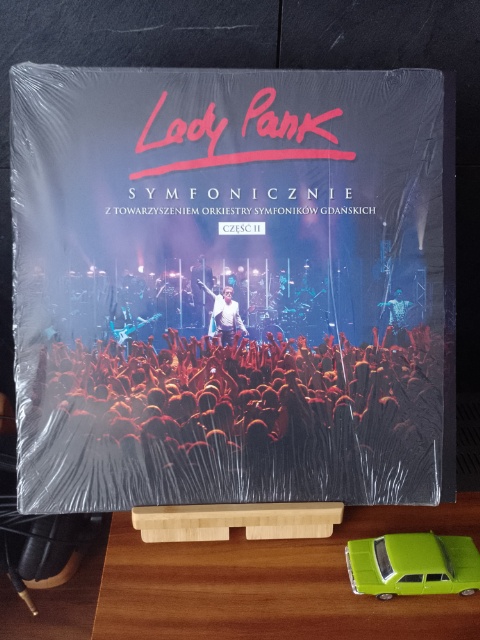 Lady Pank
SYMFONICZNIE
Z TOWARZYSZENIEM ORKIESTRY SYMFONIKÓW GDAŃSKICH
CZĘŚĆ II